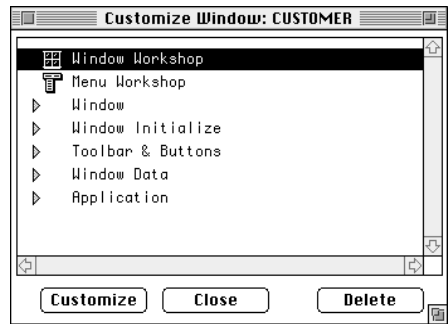 Customize Window: CUSTOMER
Window Workshop
Menu Workshop
Window
Window Initialize
Toolbar & Buttons
Window Data
Application
Customize Close Delete